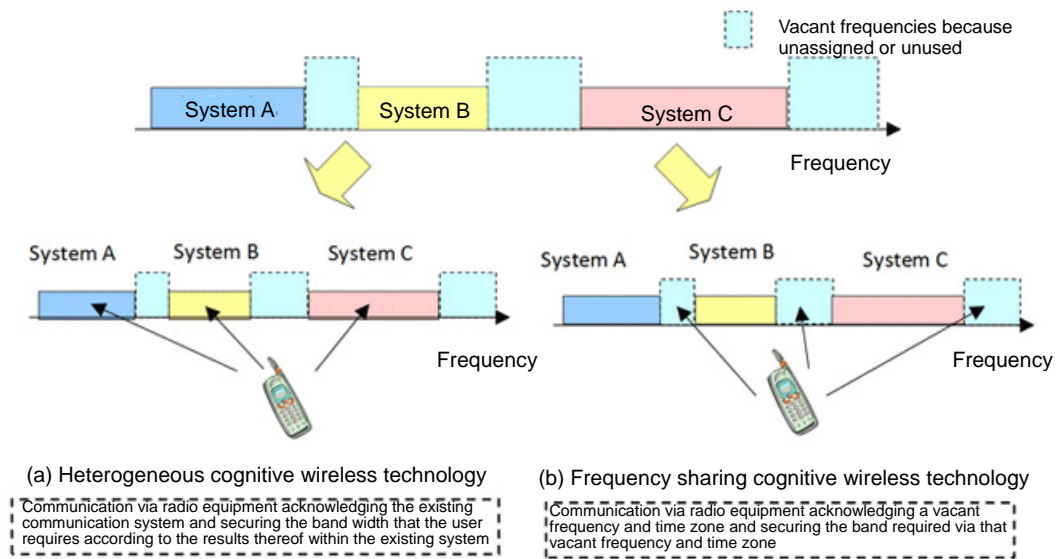 Vacant frequencies because
unassigned or unused
System A
System B
System C
Frequency
System A
System B
System C
Frequency
System A
System B
System C
Frequency
(a) Heterogeneous cognitive wireless technology
Communication via radio equipment acknowledging the existing
communication system and securing the band width that the user
requires according to the results thereof within the existing system
(b) Frequency sharing cognitive wireless technology
Communication via radio equipment acknowledging a vacant
frequency and time zone and securing the band required via that
vacant frequency and time zone